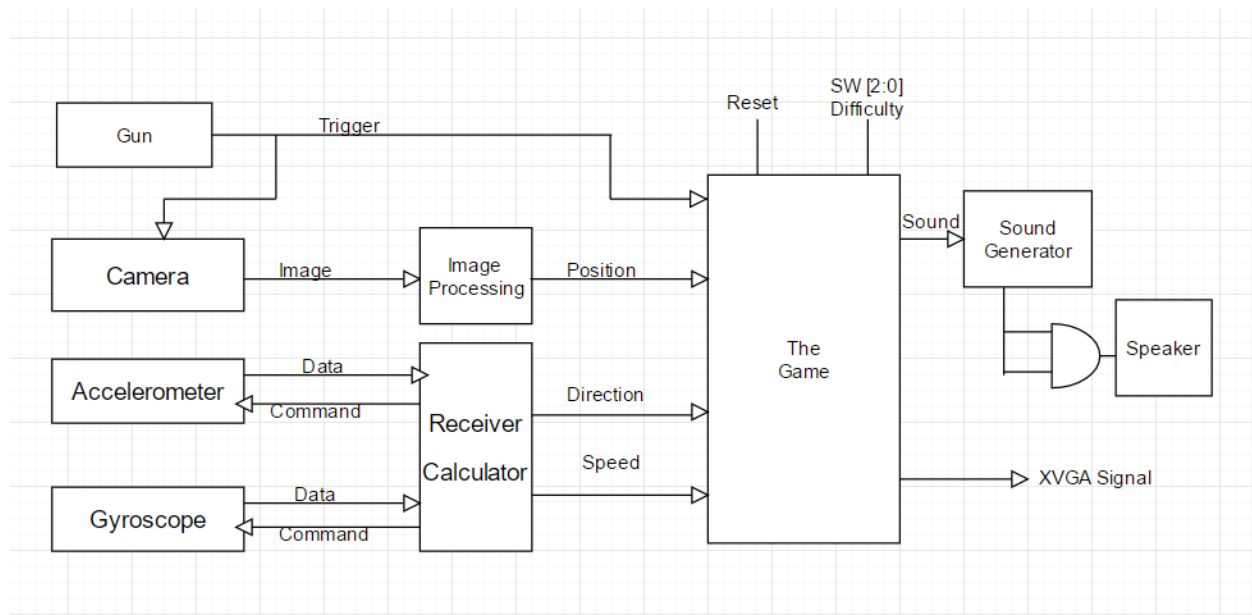 SW [2:0]
Reset
Difficulty
Gun
Trigger
Sound
Sound
Generator
Camera
Image
Image
Processing
Position
The
Game
Speaker
Accelerometer
Data
Command
Receiver
Calculator
Direction
Speed
XVGA Signal
Gyroscope
Data
Command